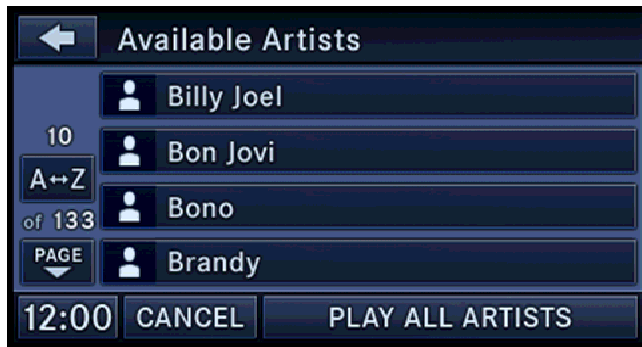 Available Artists
Billy Joel
10
Bon Jovi
A↔Z
Bono
of 133
PAGE
Brandy
12:00 CANCEL PLAY ALL ARTISTS